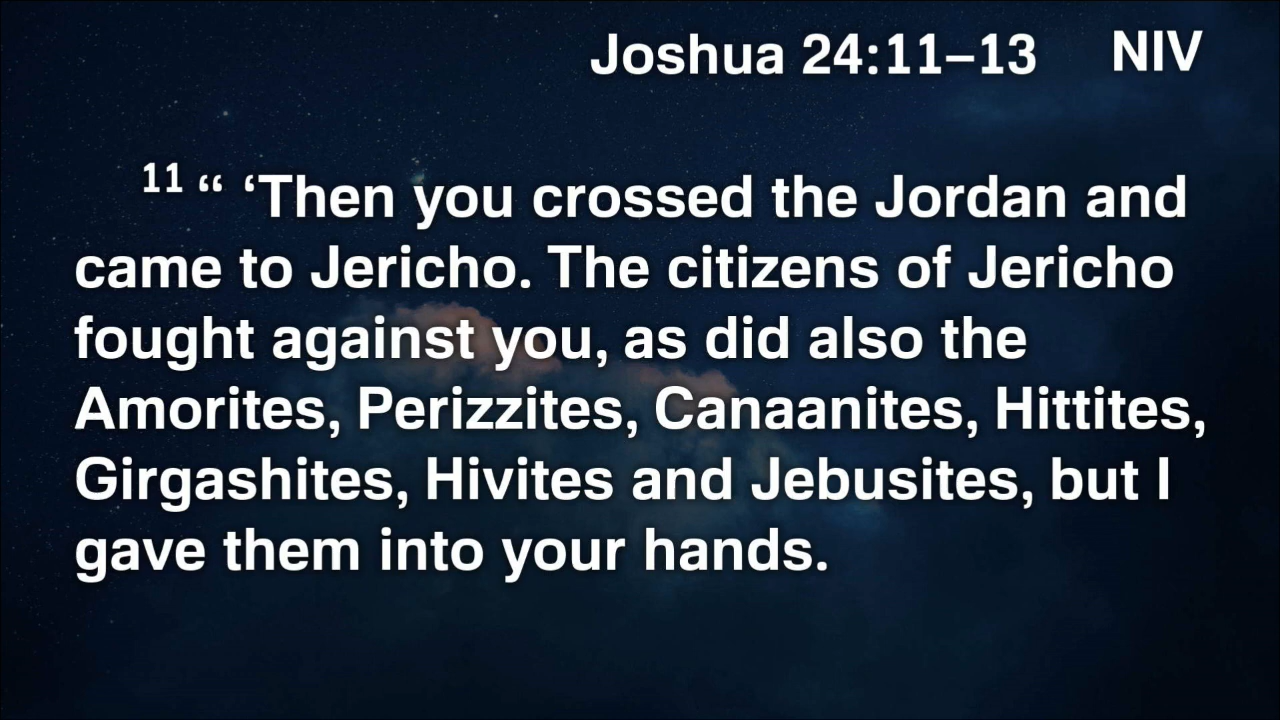 Joshua 24:11–13 NIV
11 “ ‘Then you crossed the Jordan and
came to Jericho. The citizens of Jericho
fought against you, as did also the
Amorites, Perizzites, Canaanites, Hittites,
Girgashites, Hivites and Jebusites, but I
gave them into your hands.